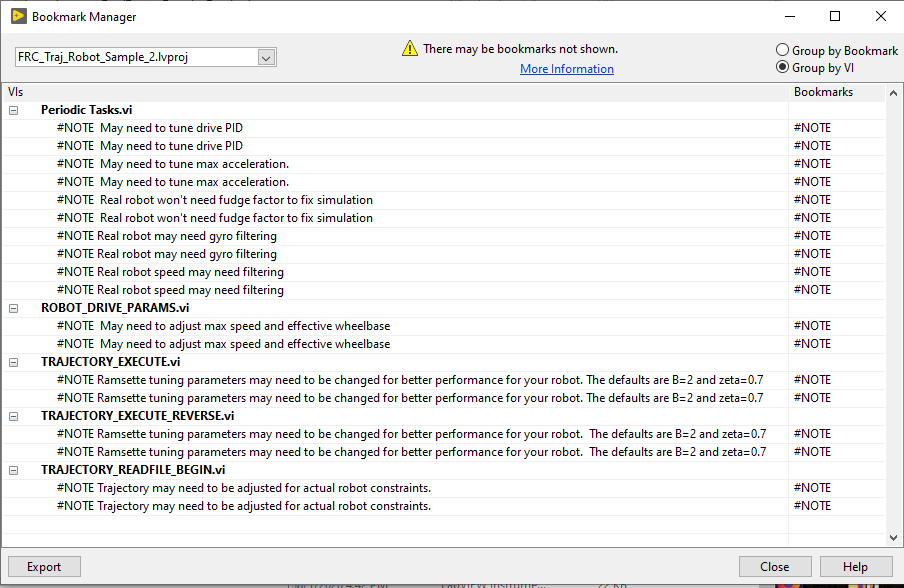 Bookmark Manager
FRC_Traj_Robot_Sample_2.lvproj
There may be bookmarks not shown.
More Information
Group by Bookmark
Group by VI
VIs Bookmarks
Periodic Tasks.vi
#NOTE  May need to tune drive PID #NOTE
#NOTE  May need to tune drive PID #NOTE
#NOTE  May need to tune max acceleration. #NOTE
#NOTE  May need to tune max acceleration. #NOTE
#NOTE  Real robot won't need fudge factor to fix simulation #NOTE
#NOTE  Real robot won't need fudge factor to fix simulation #NOTE
#NOTE Real robot may need gyro filtering #NOTE
#NOTE Real robot may need gyro filtering #NOTE
#NOTE Real robot speed may need filtering #NOTE
#NOTE Real robot speed may need filtering #NOTE
ROBOT_DRIVE_PARAMS.vi
#NOTE  May need to adjust max speed and effective wheelbase #NOTE
#NOTE  May need to adjust max speed and effective wheelbase #NOTE
TRAJECTORY_EXECUTE.vi
#NOTE Ramsette tuning parameters may need to be changed for better performance for your robot. The defaults are B=2 and zeta=0.7 #NOTE
#NOTE Ramsette tuning parameters may need to be changed for better performance for your robot. The defaults are B=2 and zeta=0.7 #NOTE
TRAJECTORY_EXECUTE_REVERSE.vi
#NOTE Ramsette tuning parameters may need to be changed for better performance for your robot.  The defaults are B=2 and zeta=0.7 #NOTE
#NOTE Ramsette tuning parameters may need to be changed for better performance for your robot.  The defaults are B=2 and zeta=0.7 #NOTE
TRAJECTORY_READFILE_BEGIN.vi
#NOTE Trajectory may need to be adjusted for actual robot constraints. #NOTE
#NOTE Trajectory may need to be adjusted for actual robot constraints. #NOTE
Export Close Help